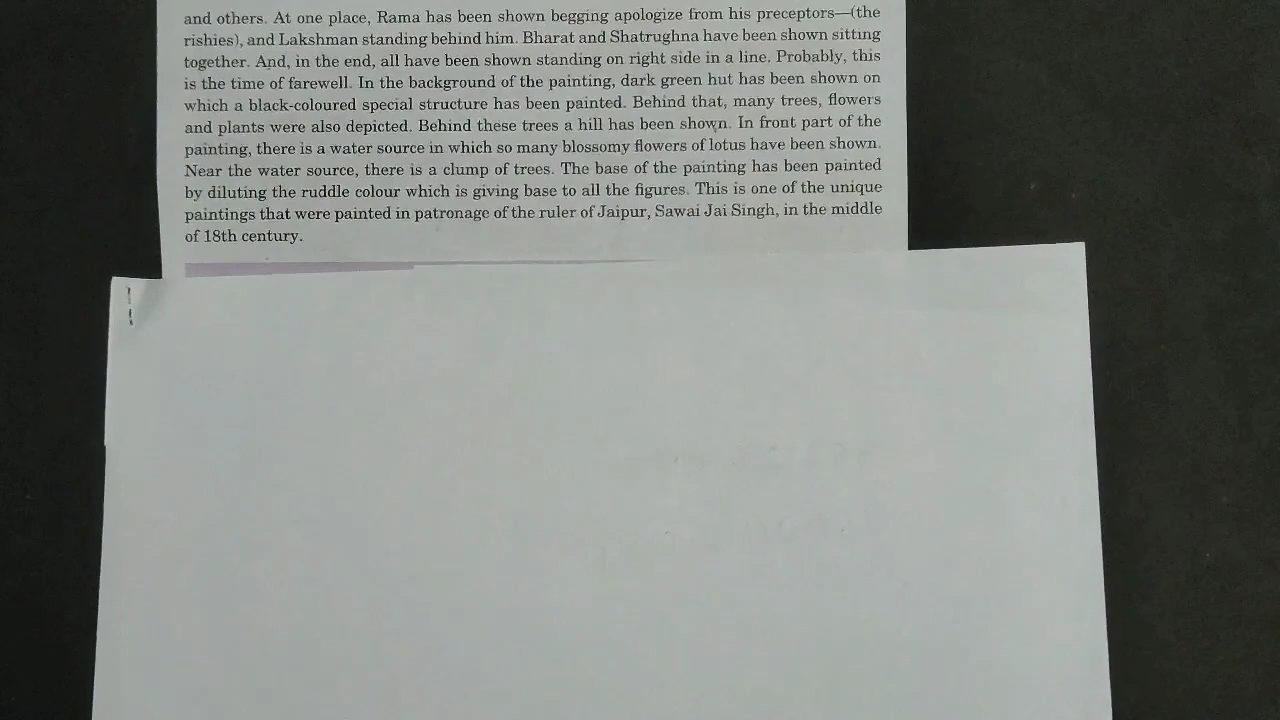 and others. At one place, Rama has been shown begging apologize from his preceptors—(the
rishies), and Lakshman standing behind him. Bharat and Shatrughna have been shown sitting
together. And, in the end, all have been shown standing on right side in a line. Probably, this
is the time of farewell. In the background of the painting, dark green hut has been shown on
which a black-coloured special structure has been painted. Behind that, many trees, flowers
and plants were also depicted. Behind these trees a hill has been shown. In front part of the
painting, there is a water source in which so many blossomy flowers of lotus have been shown.
Near the water source, there is a clump of trees. The base of the painting has been painted
by diluting the ruddle colour which is giving base to all the figures. This is one of the unique
paintings that were painted in patronage of the ruler of Jaipur, Sawai Jai Singh, in the middle
of 18th century.